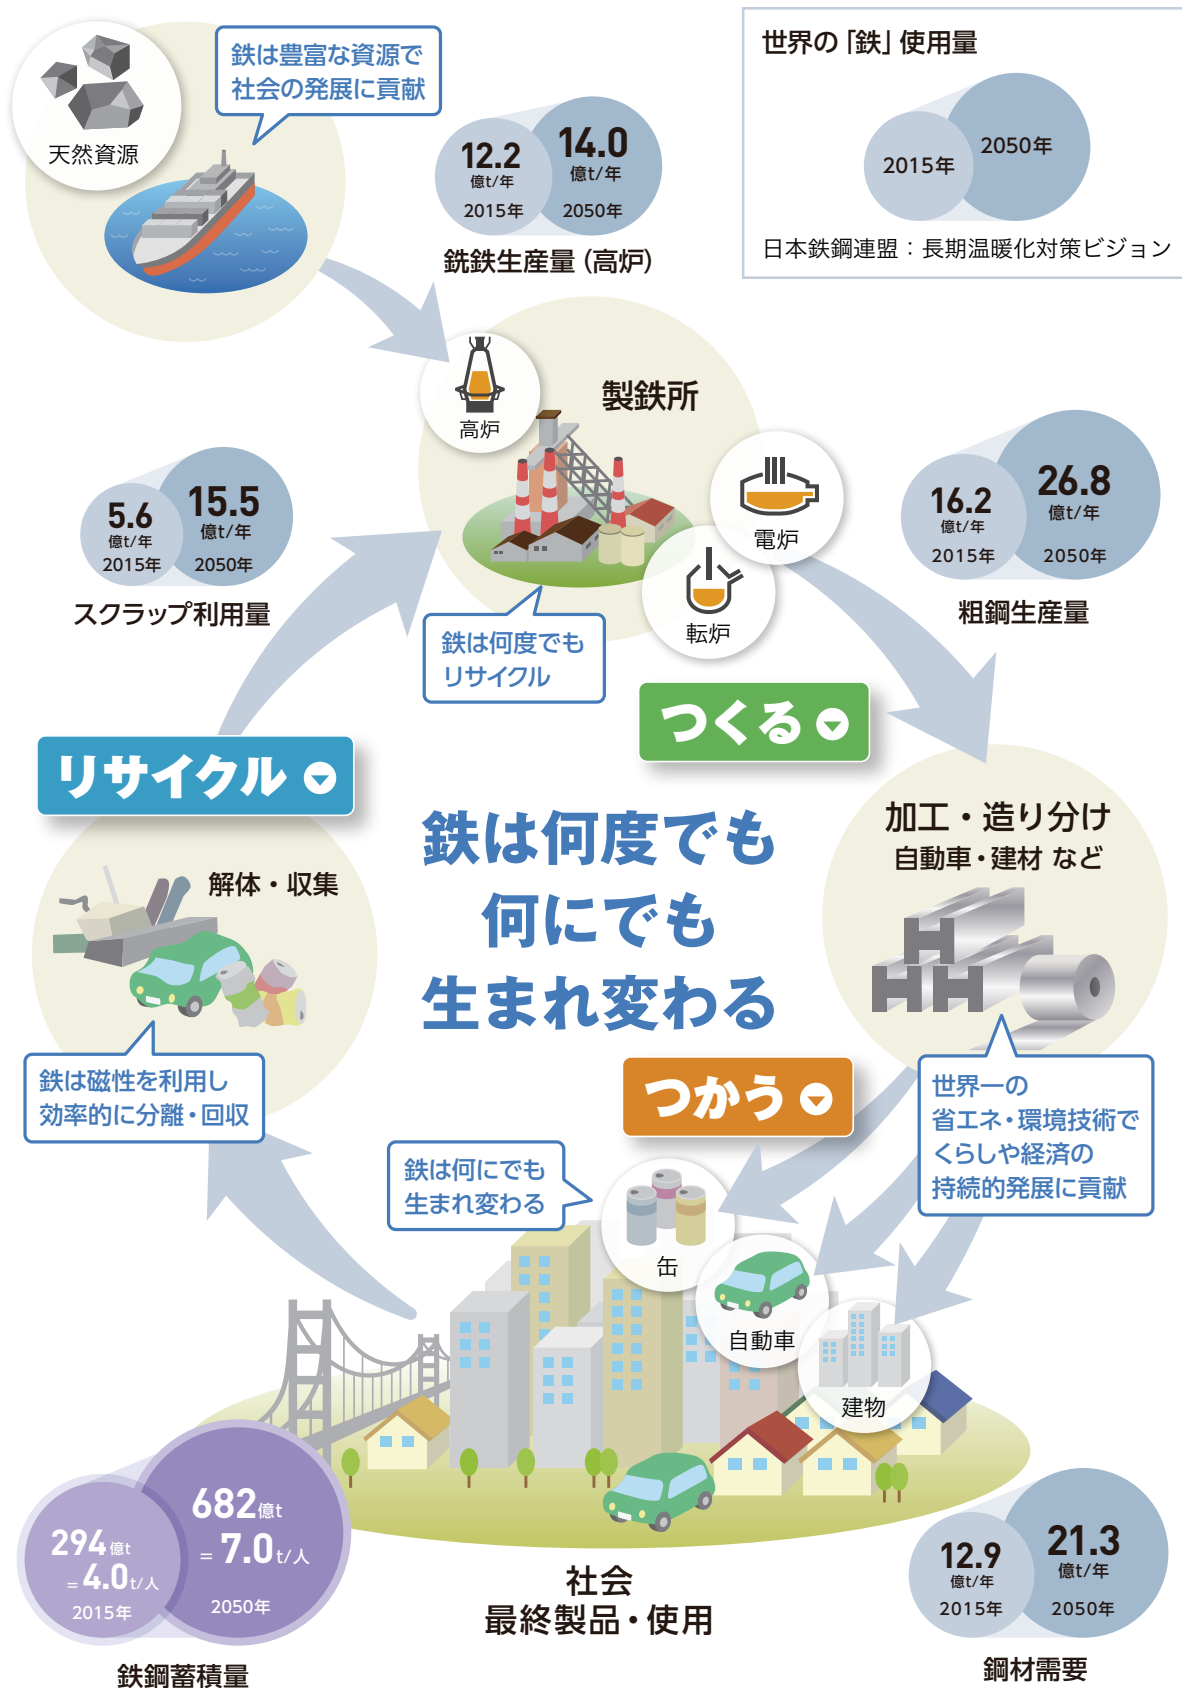 天然資源
鉄は豊富な資源で
社会の発展に貢献
12.2
億t/年
2015年
14.0
億t/年
2050年
銑鉄生産量（高炉）
世界の「鉄」使用量
2015年
2050年
日本鉄鋼連盟：長期温暖化対策ビジョン
高炉
製鉄所
電炉
転炉
5.6
億t/年
2015年
15.5
億t/年
2050年
スクラップ利用量
16.2
億t/年
2015年
26.8
億t/年
2050年
粗鋼生産量
鉄は何度でも
リサイクル
つくる
リサイクル
解体・収集
鉄は何度でも
何にでも
生まれ変わる
加工・造り分け
自動車・建材 など
鉄は磁性を利用し
効率的に分離・回収
つかう
世界一の
省エネ・環境技術で
くらしや経済の
持続的発展に貢献
鉄は何にでも
生まれ変わる
缶
自動車
建物
294億t
=4.0t/人
2015年
682億t
=7.0t/人
2050年
鉄鋼蓄積量
社会
最終製品・使用
12.9
億t/年
2015年
21.3
億t/年
2050年
鋼材需要